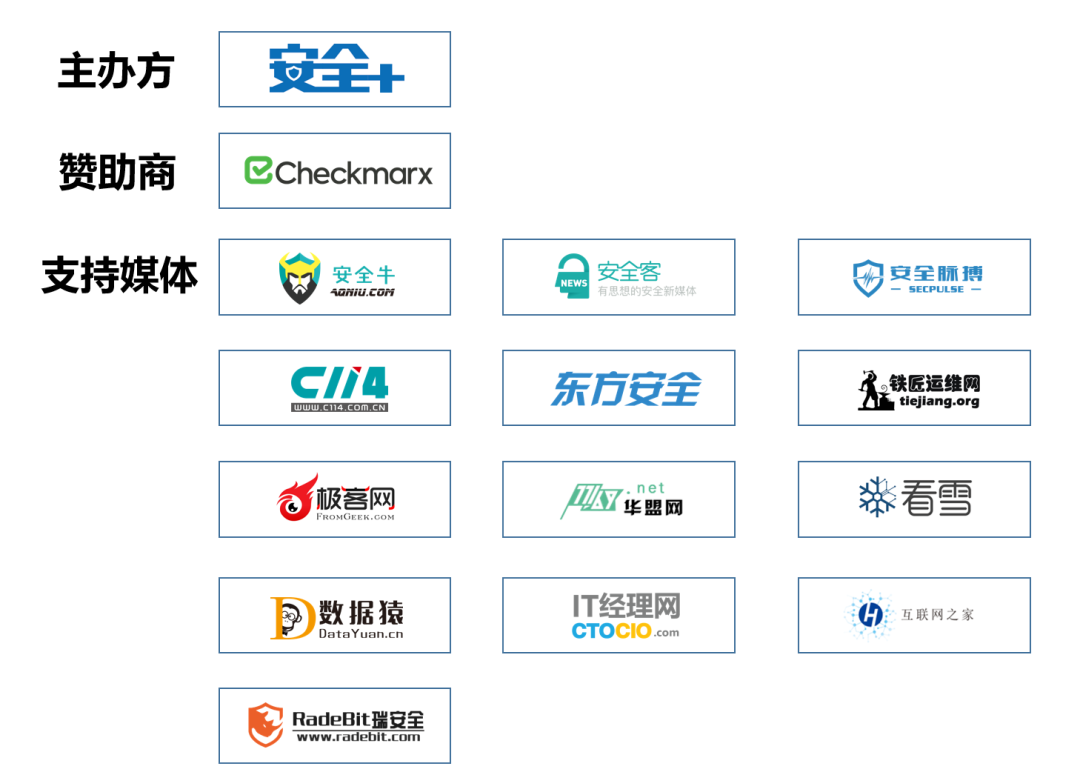 主办方
安全+
赞助商
Checkmarx
支持媒体
安全牛
AQNIU.COM
NEWS
安全客
有思想的安全新媒体
安全脉搏
SECPULSE
C114
WWW.C114.COM.CN
东方安全
铁匠运维网
tiejiang.org
极客网
FROMGEEK.COM
.net
华盟网
看雪
数据猿
DataYuan.cn
IT经理网
CTOCIO.com
互联网之家
RadeBit瑞安全
www.radebit.com